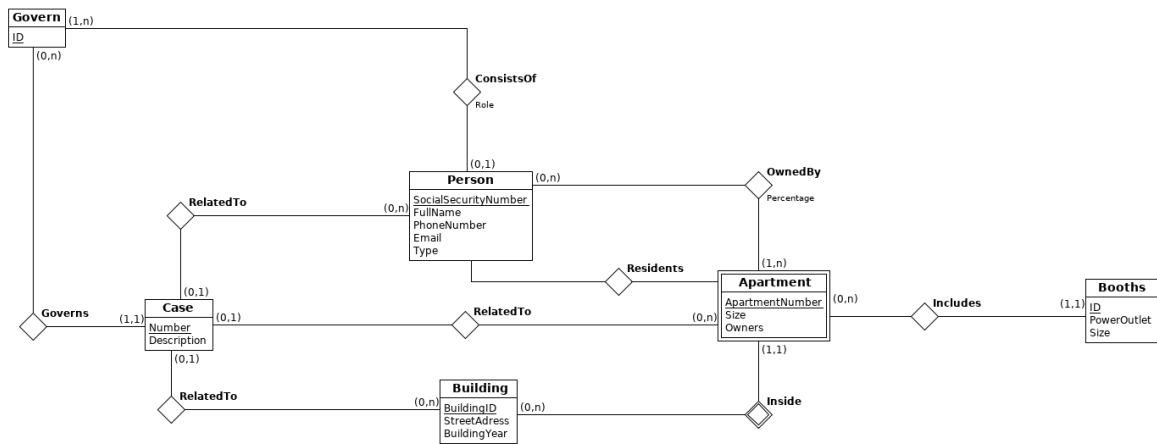 Govern
ID
(1,n)
(0,n)
ConsistsOf
Role
(0,1)
Person
SocialSecurityNumber
FullName
PhoneNumber
Email
Type
(0,n)
OwnedBy
Percentage
(1,n)
RelatedTo
(0,n)
(0,1)
Residents
Apartment
ApartmentNumber
Size
Owners
(0,n)
Includes
(1,1)
Booths
ID
PowerOutlet
Size
Governs
(1,1)
Case
Number
Description
(0,1)
RelatedTo
(0,n)
(0,1)
RelatedTo
(0,n)
Building
BuildingID
StreetAdress
BuildingYear
(0,n)
Inside
(1,1)